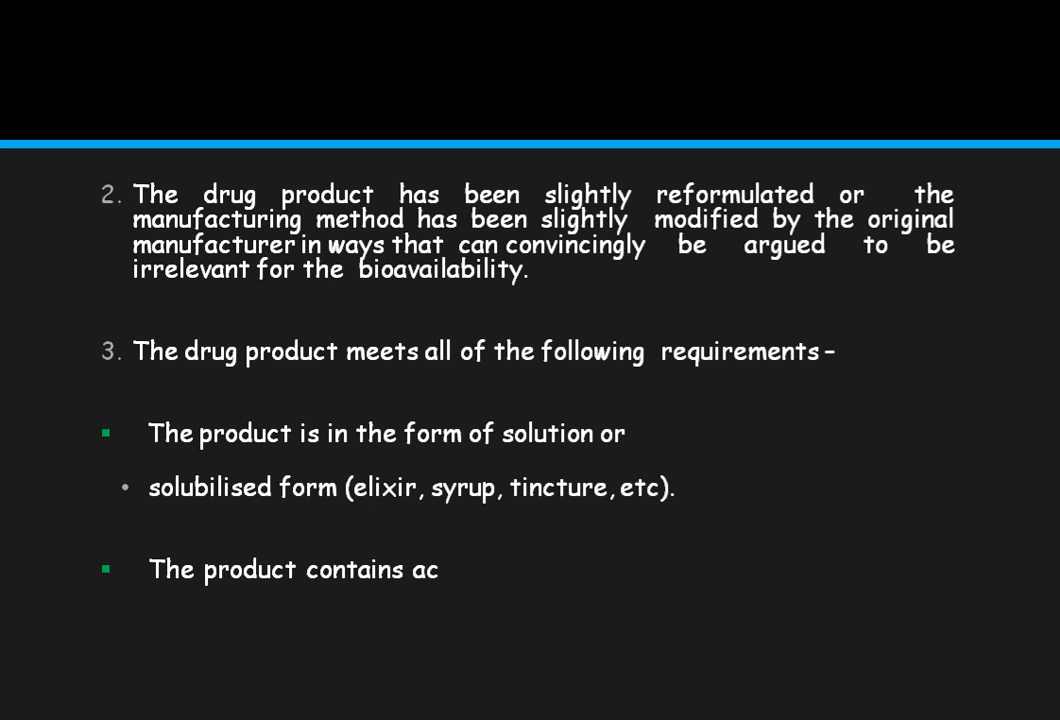 2. The drug product has been slightly reformulated or the
manufacturing method has been slightly modified by the original
manufacturer in ways that can convincingly be argued to be
irrelevant for the bioavailability.
3. The drug product meets all of the following requirements –
▪ The product is in the form of solution or
• solubilised form (elixir, syrup, tincture, etc).
▪ The product contains ac